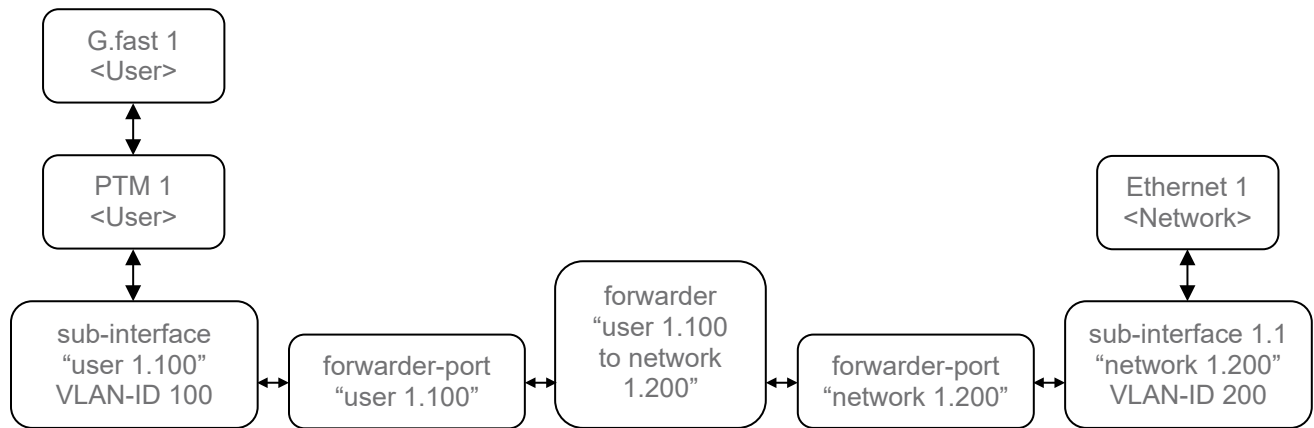 G.fast 1
<User>
PTM 1
<User>
Ethernet 1
<Network>
sub-interface
“user 1.100”
VLAN-ID 100
forwarder-port
“user 1.100”
forwarder
“user 1.100
to network
1.200”
forwarder-port
“network 1.200”
sub-interface 1.1
“network 1.200”
VLAN-ID 200